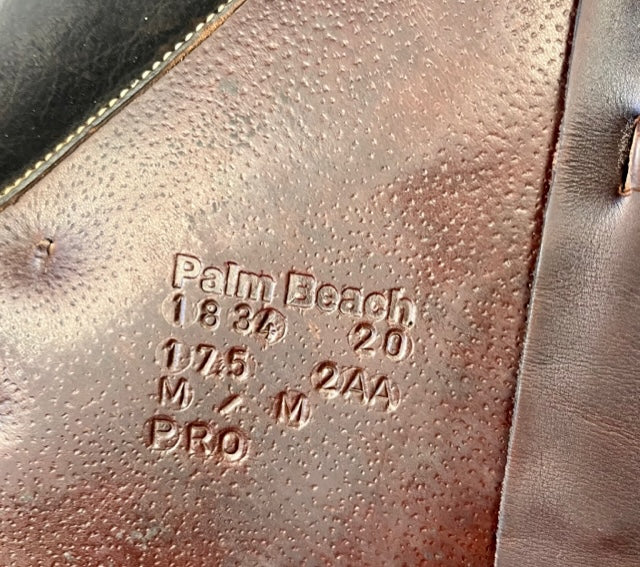 Palm Beach
1834 20
175 2AA
M / M
PRO